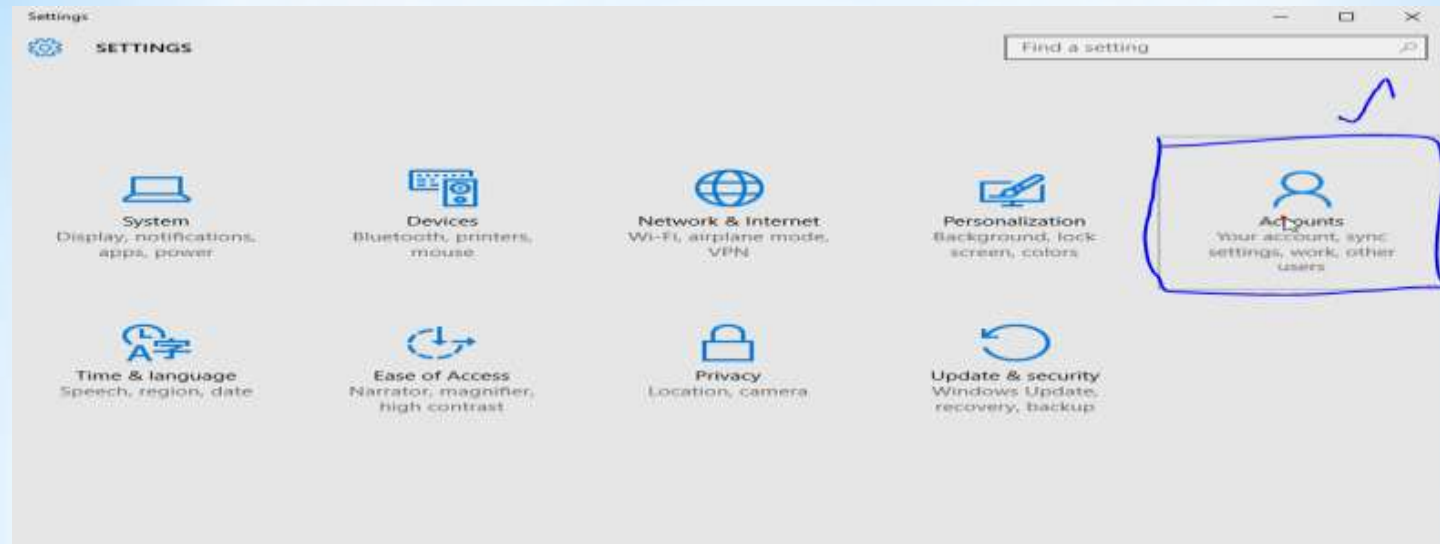 Settings
SETTINGS
Find a setting
System
Display, notifications,
apps, power
Devices
Bluetooth, printers,
mouse
Network & Internet
Wi-Fi, airplane mode,
VPN
Personalization
Background, lock
screen, colors
Accounts
Your account, sync
settings, work, other
users
A字
Time & language
Speech, region, date
Ease of Access
Narrator, magnifier,
high contrast
Privacy
Location, camera
Update & security
Windows Update,
recovery, backup